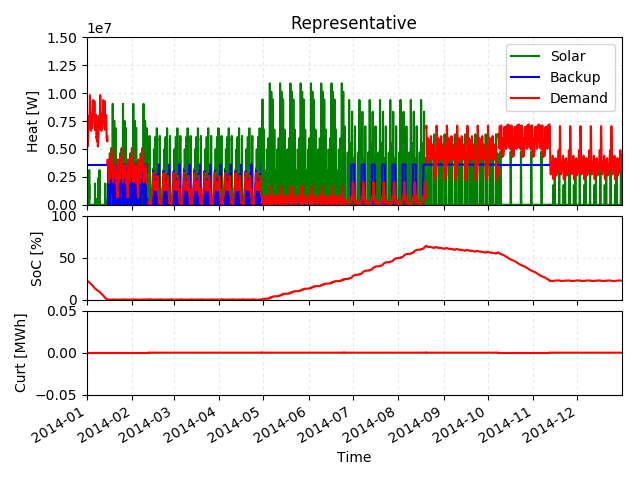 Representative
1e7
1.50
1.25
1.00
0.75
0.50
0.25
0.00
Heat [W]
Solar
Backup
Demand
100
50
0
SoC [%]
0.05
0.00
−0.05
Curt [MWh]
2014-01
2014-02
2014-03
2014-04
2014-05
2014-06
2014-07
2014-08
2014-09
2014-10
2014-11
2014-12
Time